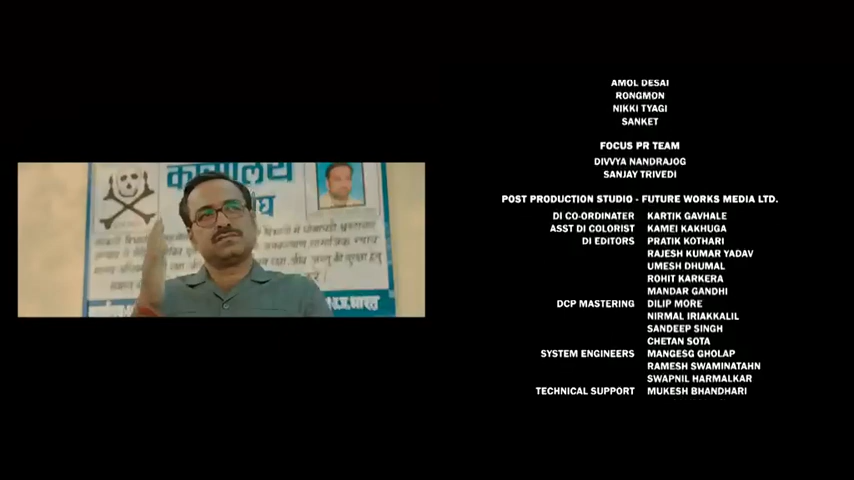 कार्यालय
AMOL DESAI
RONGMON
NIKKI TYAGI
SANKET
FOCUS PR TEAM
DIVVYA NANDRAJOG
SANJAY TRIVEDI
POST PRODUCTION STUDIO - FUTURE WORKS MEDIA LTD.
DI CO-ORDINATER KARTIK GAVHALE
ASST DI COLORIST KAMEI KAKHUGA
DI EDITORS PRATIK KOTHARI
RAJESH KUMAR YADAV
UMESH DHUMAL
ROHIT KARKERA
MANDAR GANDHI
DCP MASTERING DILIP MORE
NIRMAL IRIAKKALIL
SANDEEP SINGH
CHETAN SOTA
SYSTEM ENGINEERS MANGESG GHOLAP
RAMESH SWAMINATAHN
SWAPNIL HARMALKAR
TECHNICAL SUPPORT MUKESH BHANDHARI